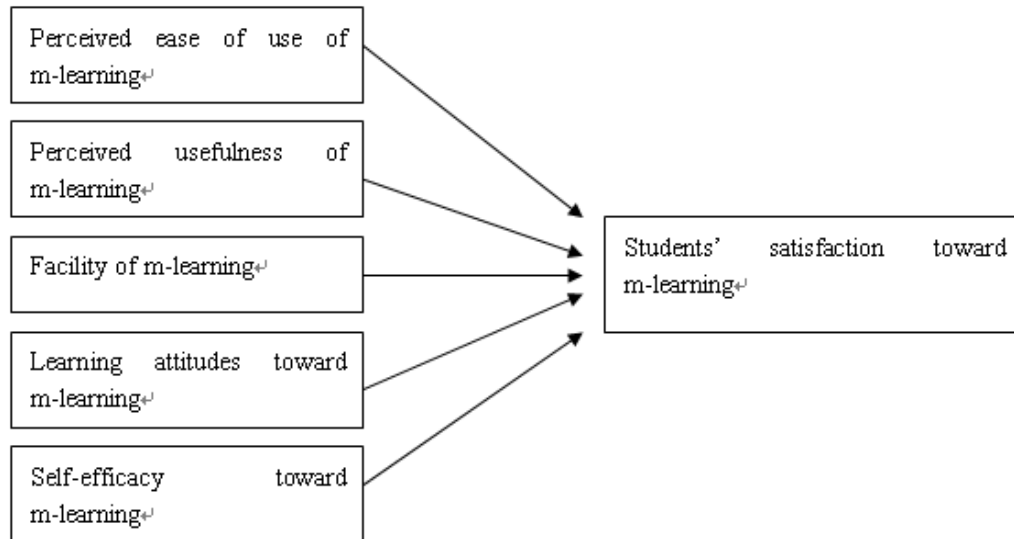 Perceived ease of use of
m-learning↵
Perceived usefulness of
m-learning↵
Facility of m-learning↵
Learning attitudes toward
m-learning↵
Self-efficacy toward
m-learning↵
Students’ satisfaction toward
m-learning↵